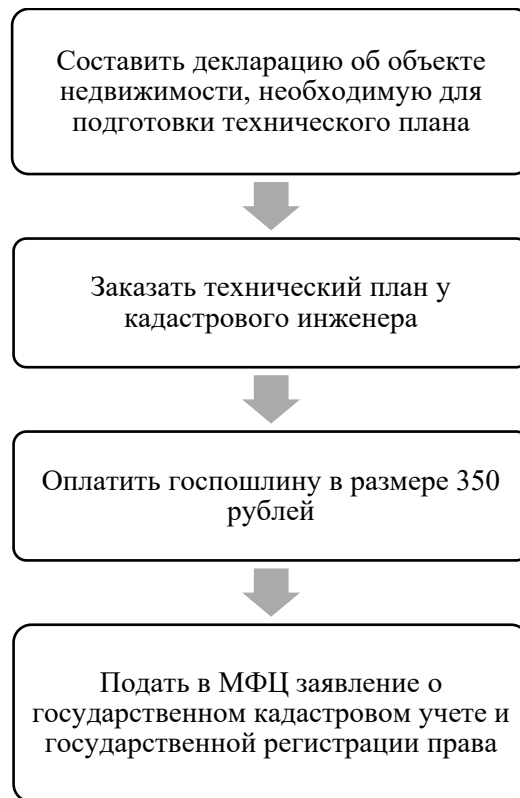 Составить декларацию об объекте
недвижимости, необходимую для
подготовки технического плана
Заказать технический план у
кадастрового инженера
Оплатить госпошлину в размере 350
рублей
Подать в МФЦ заявление о
государственном кадастровом учете и
государственной регистрации права